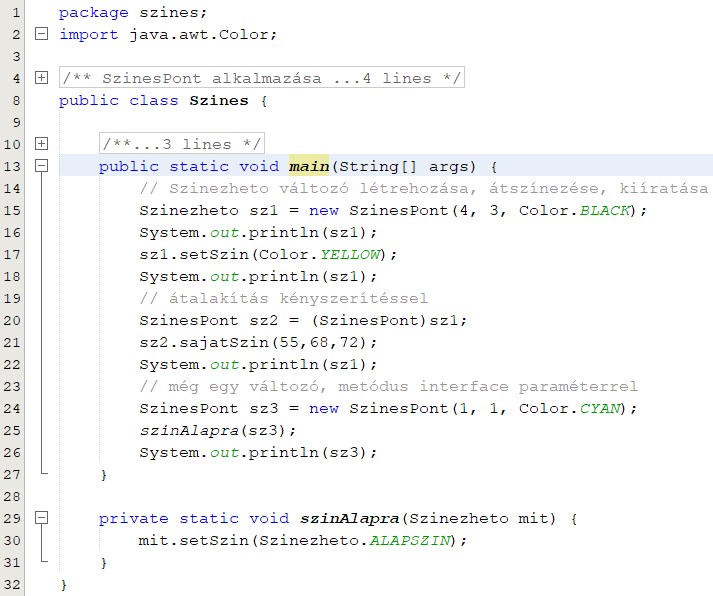 1 package szines;
2 import java.awt.Color;
3
4 /** SzinesPont alkalmazása ...4 lines */
8 public class Szines {
9
10 /**...3 lines */
13 public static void main(String[] args) {
14 // Szinezheto változó létrehozása, átszínezése, kiíratása
15 Szinezheto sz1 = new SzinesPont(4, 3, Color.BLACK);
16 System.out.println(sz1);
17 sz1.setSzin(Color.YELLOW);
18 System.out.println(sz1);
19 // átalakítás kényszerítéssel
20 SzinesPont sz2 = (SzinesPont)sz1;
21 sz2.sajatSzin(55,68,72);
22 System.out.println(sz1);
23 // még egy változó, metódus interface paraméterrel
24 SzinesPont sz3 = new SzinesPont(1, 1, Color.CYAN);
25 szinAlapra(sz3);
26 System.out.println(sz3);
27 }
28
29 private static void szinAlapra(Szinezheto mit) {
30 mit.setSzin(Szinezheto.ALAPSZIN);
31 }
32 }